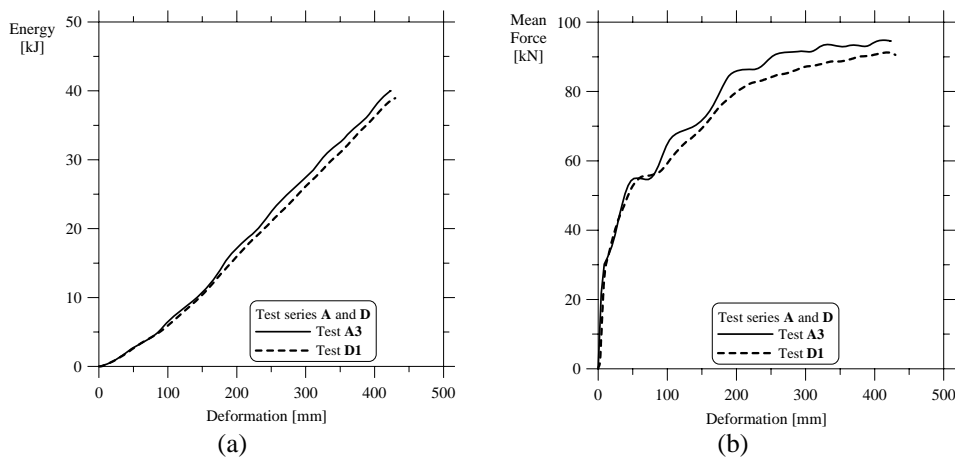 Energy
[kJ]
50
40
30
20
10
0
0 100 200 300 400 500
Deformation [mm]
Test series A and D
Test A3
Test D1
(a)
Mean
Force
[kN]
100
80
60
40
20
0
0 100 200 300 400 500
Deformation [mm]
Test series A and D
Test A3
Test D1
(b)